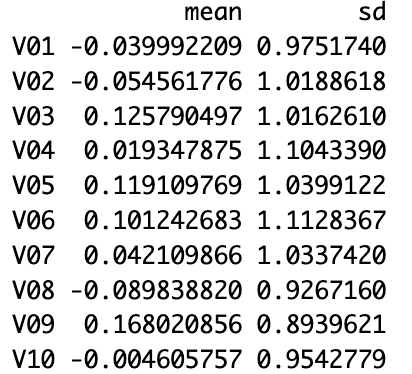 mean sd
V01 -0.039992209 0.9751740
V02 -0.054561776 1.0188618
V03 0.125790497 1.0162610
V04 0.019347875 1.1043390
V05 0.119109769 1.0399122
V06 0.101242683 1.1128367
V07 0.042109866 1.0337420
V08 -0.089838820 0.9267160
V09 0.168020856 0.8939621
V10 -0.004605757 0.9542779